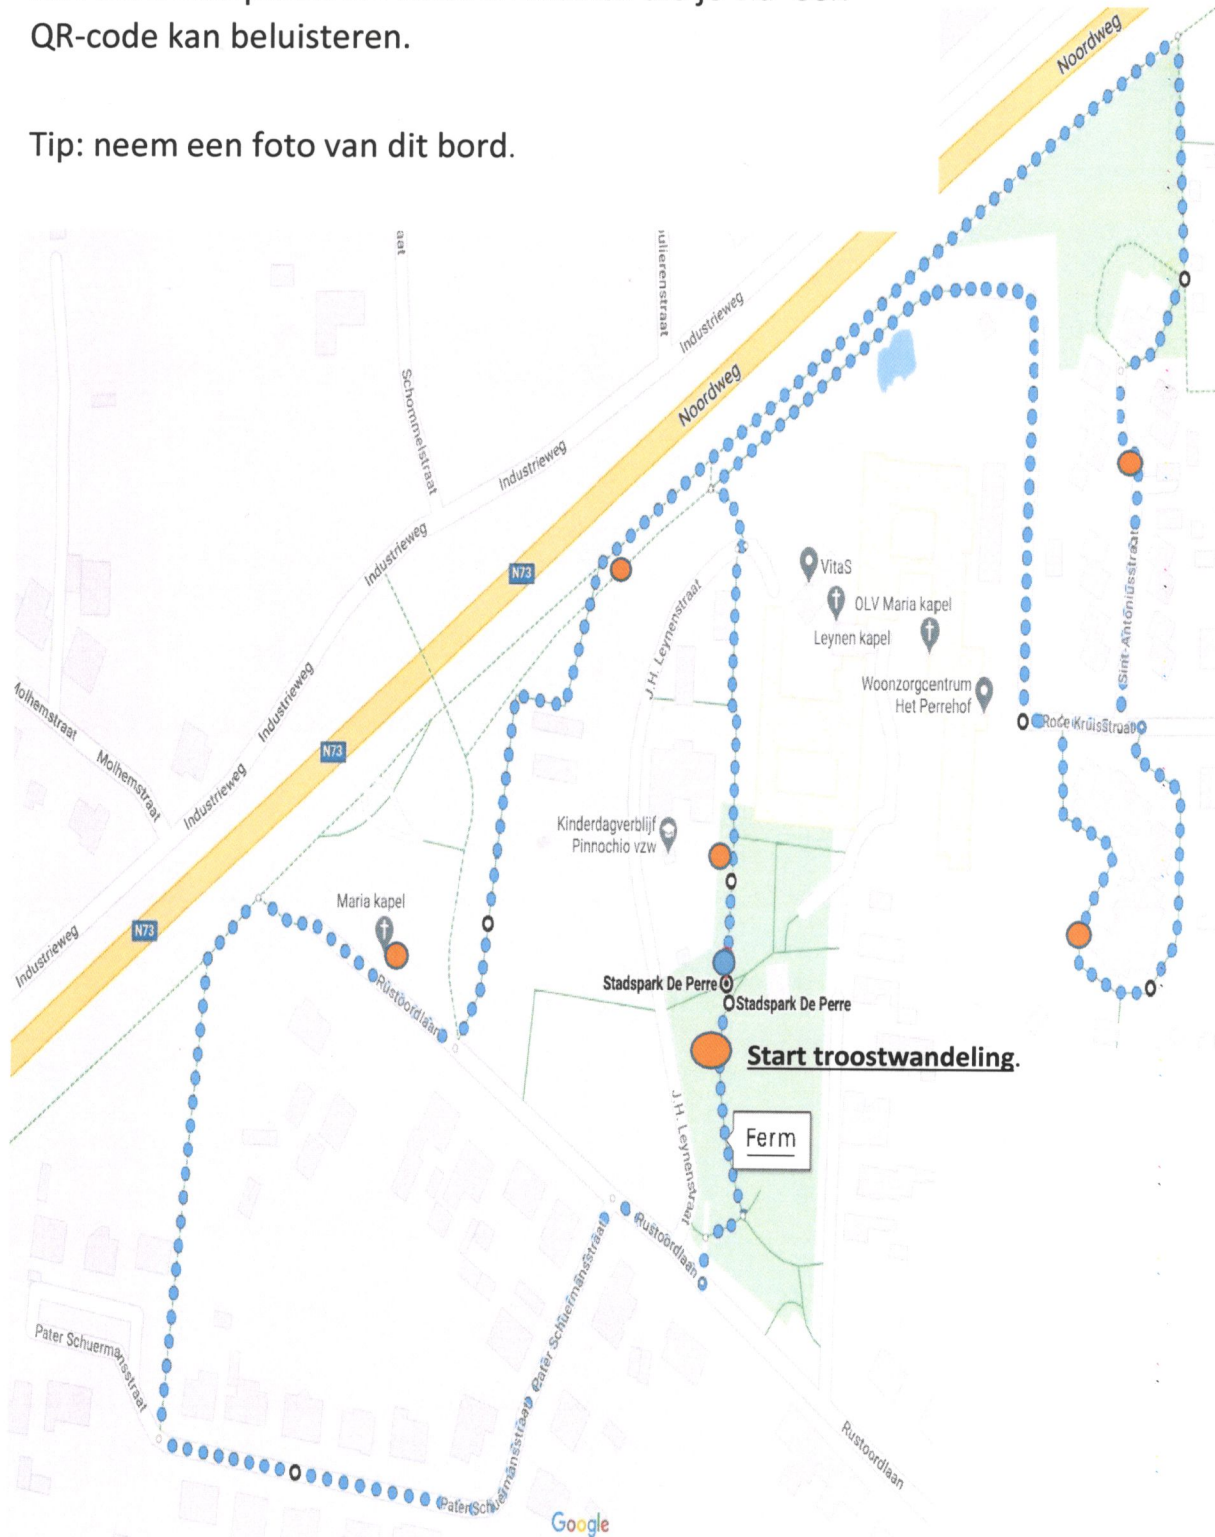 QR-code kan beluisteren.
Tip: neem een foto van dit bord.
Noordweg
aat
ulierenstraat
Industrieweg
Schommelstraat
Noordweg
Industrieweg
Industrieweg
N73
VitaS
OLV Maria kapel
Leynen kapel
J.H. Leynenstraat
Sint-Antoniusstraat
Woonzorgcentrum
Het Perrehof
Rode Kruisstraat
Industrieweg
Molhemstraat
N73
Molhemstraat
Industrieweg
Kinderdagverblijf
Pinnochio vzw
Maria kapel
N73
Industrieweg
Rustoordlaan
Stadspark De Perre
Stadspark De Perre
Start troostwandeling.
J.H. Leynenstraat
Ferm
Rustoordlaan
Pater Schuermansstraat
Pater Schuermansstraat
Pater Schuermansstraat
Rustoordlaan
Google